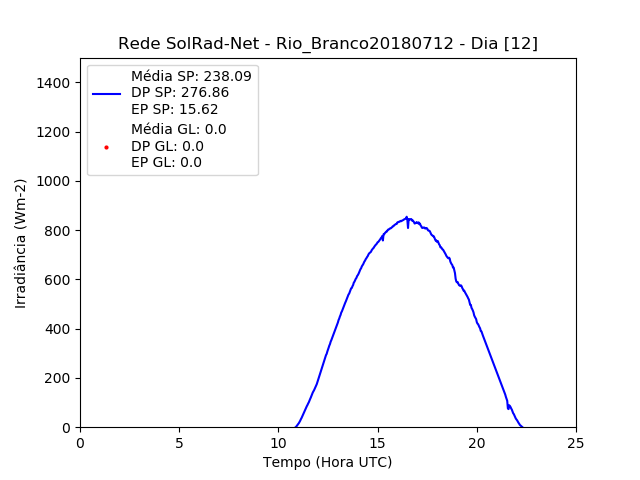 Rede SolRad-Net - Rio_Branco20180712 - Dia [12]
Média SP: 238.09
DP SP: 276.86
EP SP: 15.62
Média GL: 0.0
DP GL: 0.0
EP GL: 0.0
Irradiância (Wm-2)
1400
1200
1000
800
600
400
200
0
0 5 10 15 20 25
Tempo (Hora UTC)